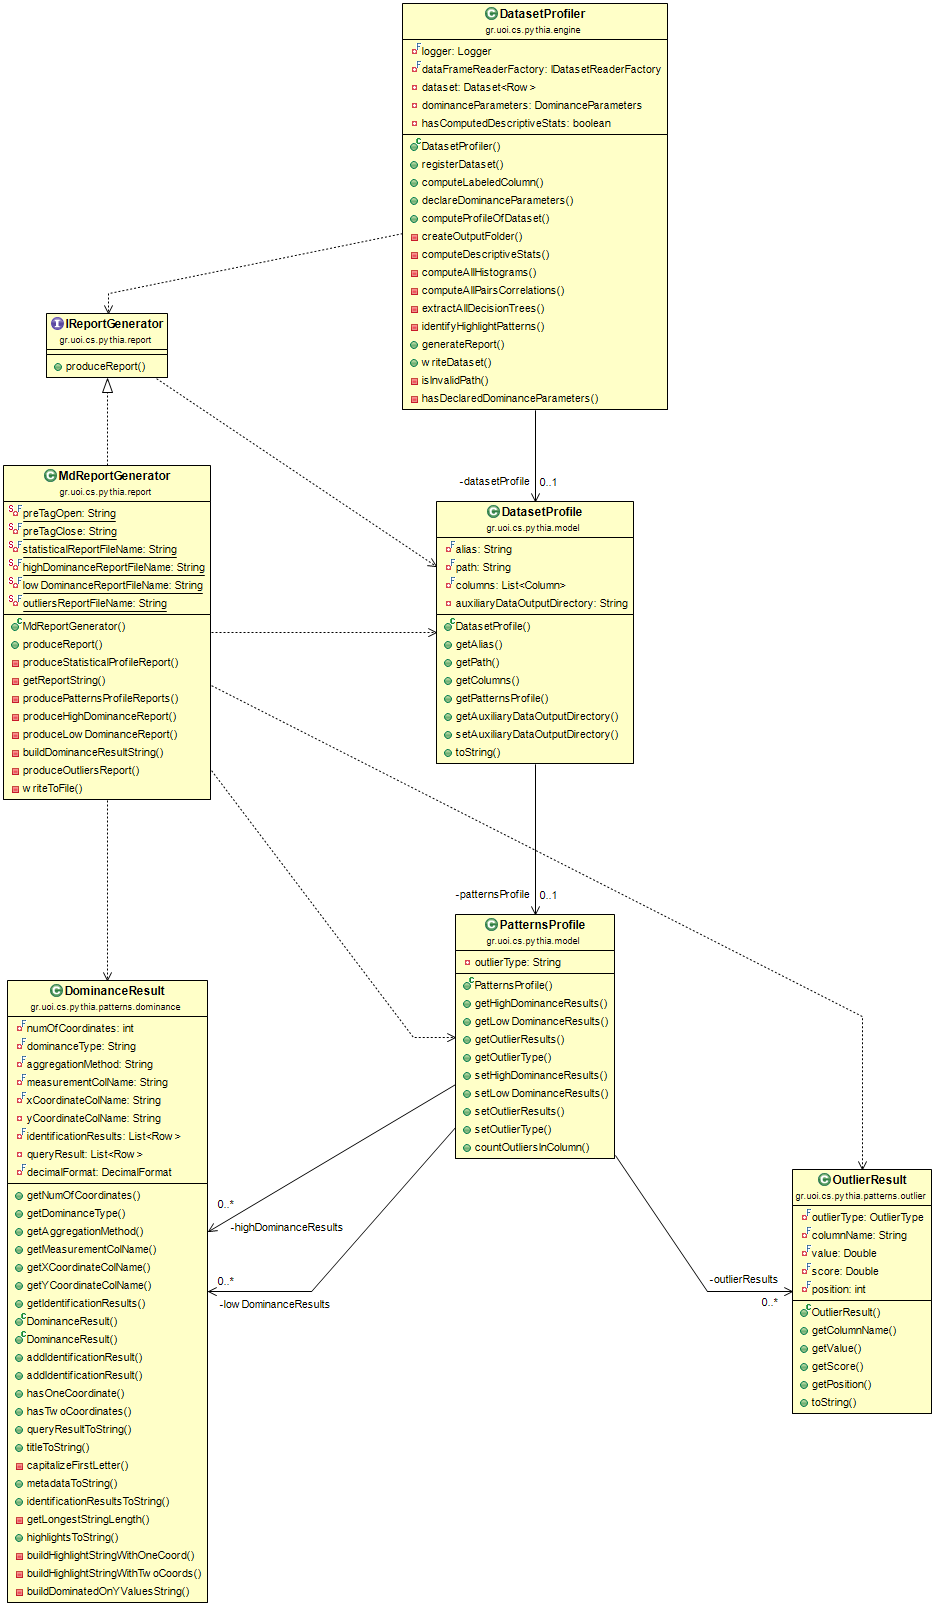 DatasetProfiler
gr.uoi.cs.pythia.engine
logger: Logger
dataFrameReaderFactory: IDatasetReaderFactory
dataset: Dataset<Row>
dominanceParameters: DominanceParameters
hasComputedDescriptiveStats: boolean
DatasetProfiler()
registerDataset()
computeLabeledColumn()
declareDominanceParameters()
computeProfileOfDataset()
createOutputFolder()
computeDescriptiveStats()
computeAllHistograms()
computeAllPairsCorrelations()
extractAllDecisionTrees()
identifyHighlightPatterns()
generateReport()
writeDataset()
isInvalidPath()
hasDeclaredDominanceParameters()
IReportGenerator
gr.uoi.cs.pythia.report
produceReport()
-datasetProfile
0..1
MdReportGenerator
gr.uoi.cs.pythia.report
preTagOpen: String
preTagClose: String
statisticalReportFileName: String
highDominanceReportFileName: String
lowDominanceReportFileName: String
outliersReportFileName: String
MdReportGenerator()
produceReport()
produceStatisticalProfileReport()
getReportString()
producePatternsProfileReports()
produceHighDominanceReport()
produceLowDominanceReport()
buildDominanceResultString()
produceOutliersReport()
writeToFile()
DatasetProfile
gr.uoi.cs.pythia.model
alias: String
path: String
columns: List<Column>
auxiliaryDataOutputDirectory: String
DatasetProfile()
getAlias()
getPath()
getColumns()
getPatternsProfile()
getAuxiliaryDataOutputDirectory()
setAuxiliaryDataOutputDirectory()
toString()
-patternsProfile
0..1
PatternsProfile
gr.uoi.cs.pythia.model
outlierType: String
PatternsProfile()
getHighDominanceResults()
getLowDominanceResults()
getOutlierResults()
getOutlierType()
setHighDominanceResults()
setLowDominanceResults()
setOutlierResults()
setOutlierType()
countOutliersInColumn()
DominanceResult
gr.uoi.cs.pythia.patterns.dominance
numOfCoordinates: int
dominanceType: String
aggregationMethod: String
measurementColName: String
xCoordinateColName: String
yCoordinateColName: String
identificationResults: List<Row>
queryResult: List<Row>
decimalFormat: DecimalFormat
getNumOfCoordinates()
getDominanceType()
getAggregationMethod()
getMeasurementColName()
getXCoordinateColName()
getYCoordinateColName()
getIdentificationResults()
DominanceResult()
DominanceResult()
addIdentificationResult()
addIdentificationResult()
hasOneCoordinate()
hasTwoCoordinates()
queryResultToString()
titleToString()
capitalizeFirstLetter()
metadataToString()
identificationResultsToString()
getLongestStringLength()
highlightsToString()
buildHighlightStringWithOneCoord()
buildHighlightStringWithTwoCoords()
buildDominatedOnYValuesString()
0..*
-highDominanceResults
0..*
-lowDominanceResults
-outlierResults
0..*
OutlierResult
gr.uoi.cs.pythia.patterns.outlier
outlierType: OutlierType
columnName: String
value: Double
score: Double
position: int
OutlierResult()
getColumnName()
getValue()
getScore()
getPosition()
toString()